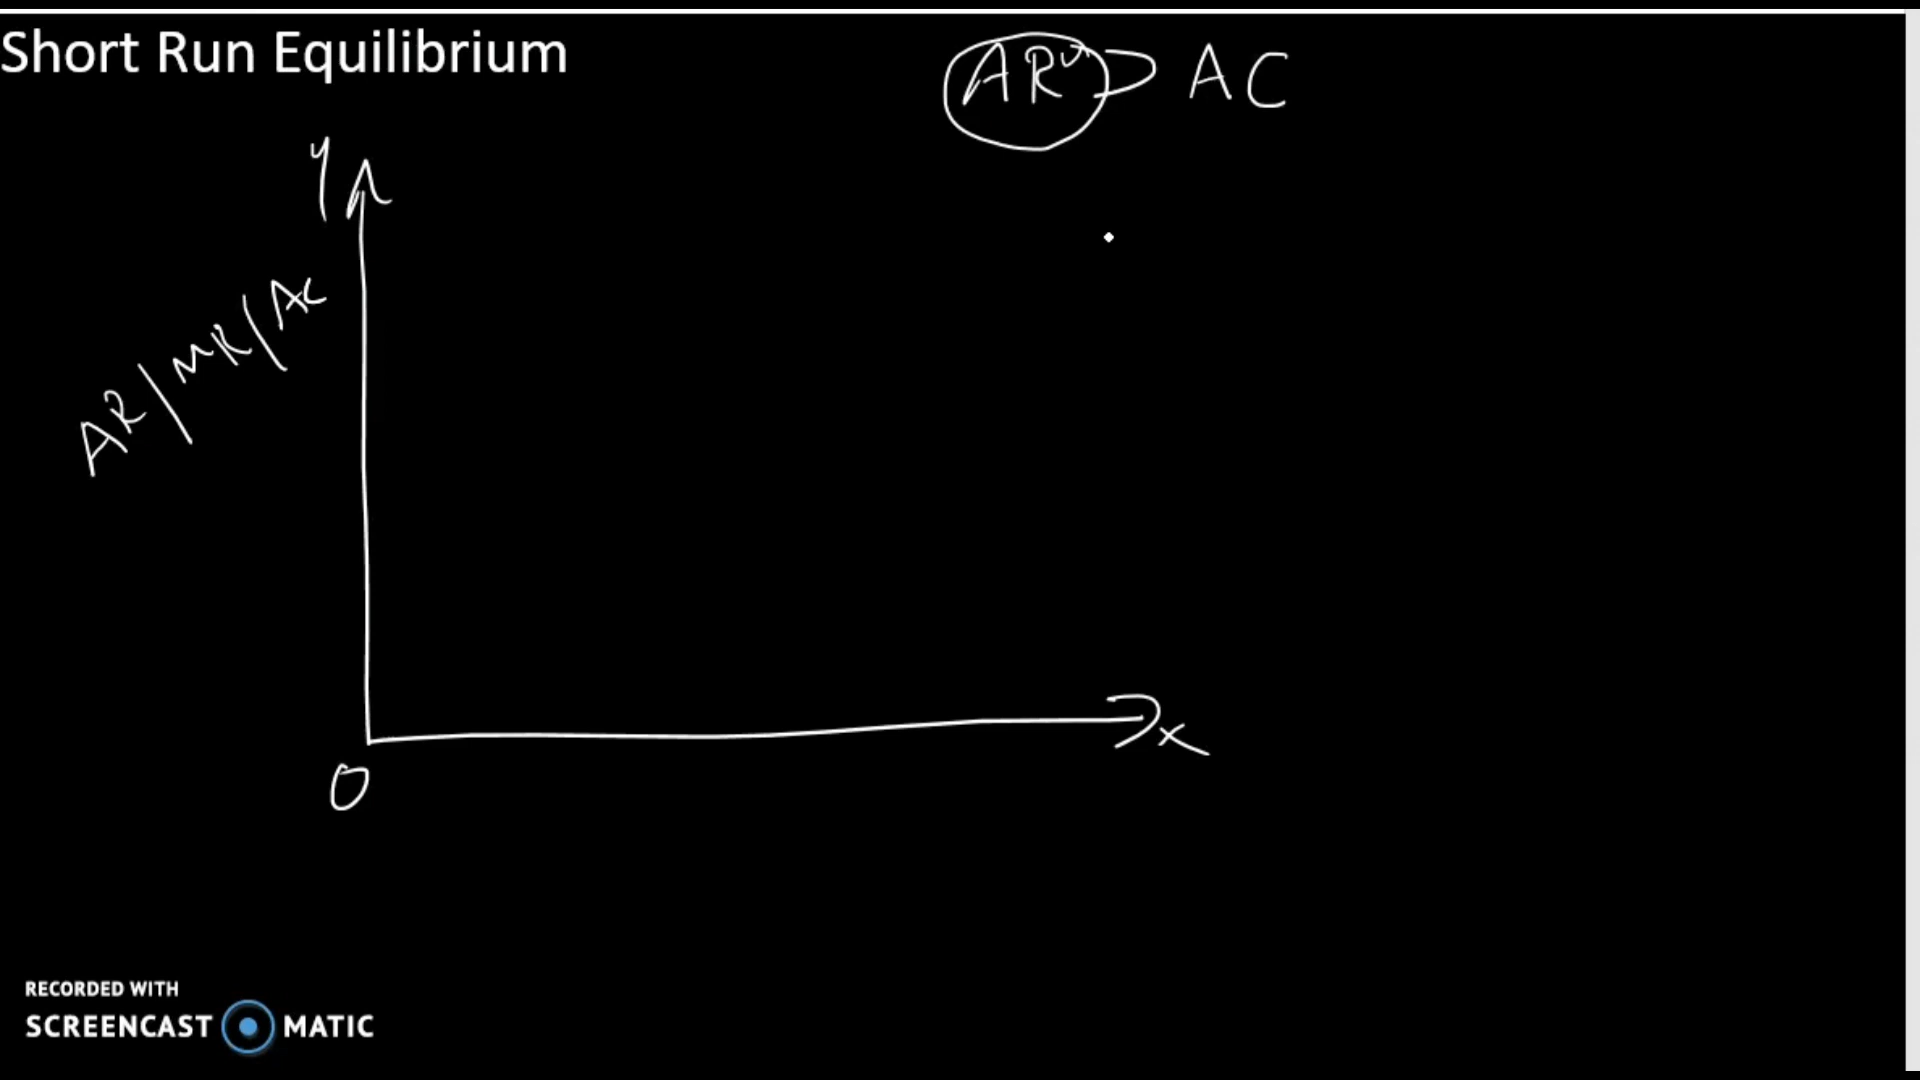 Short Run Equilibrium
AR > AC
y
AR/MR/AC
x
O
RECORDED WITH
SCREENCAST MATIC